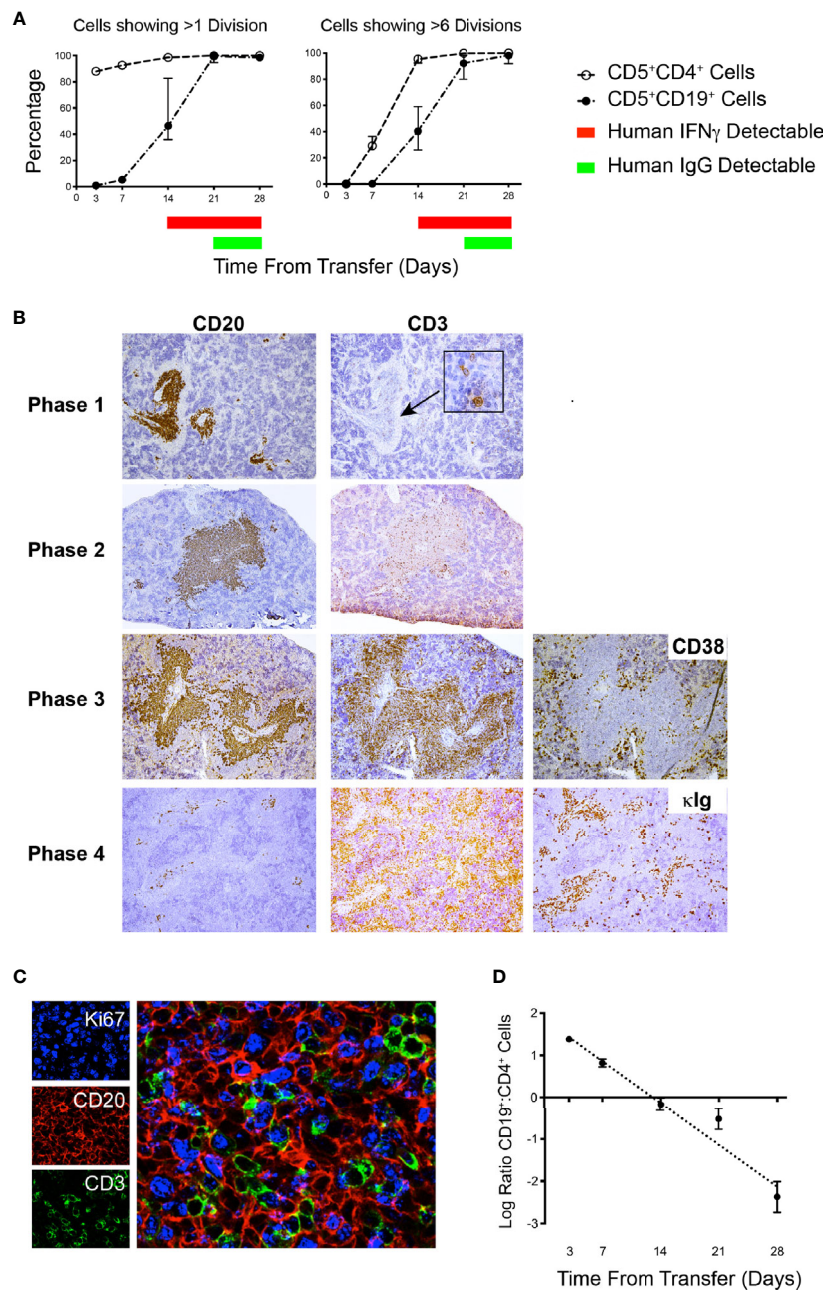 A
Cells showing >1 Division
Cells showing >6 Divisions
Percentage
100
80
60
40
20
0
0 3 7 14 21 28
100
80
60
40
20
0
0 3 7 14 21 28
Time From Transfer (Days)
CD5⁺CD4⁺ Cells
CD5⁺CD19⁺ Cells
Human IFNγ Detectable
Human IgG Detectable
B
CD20 CD3
Phase 1
Phase 2
Phase 3
CD38
Phase 4
κIg
C
Ki67
CD20
CD3
D
Log Ratio CD19⁺:CD4⁺ Cells
2
1
0
-1
-2
-3
3 7 14 21 28
Time From Transfer (Days)